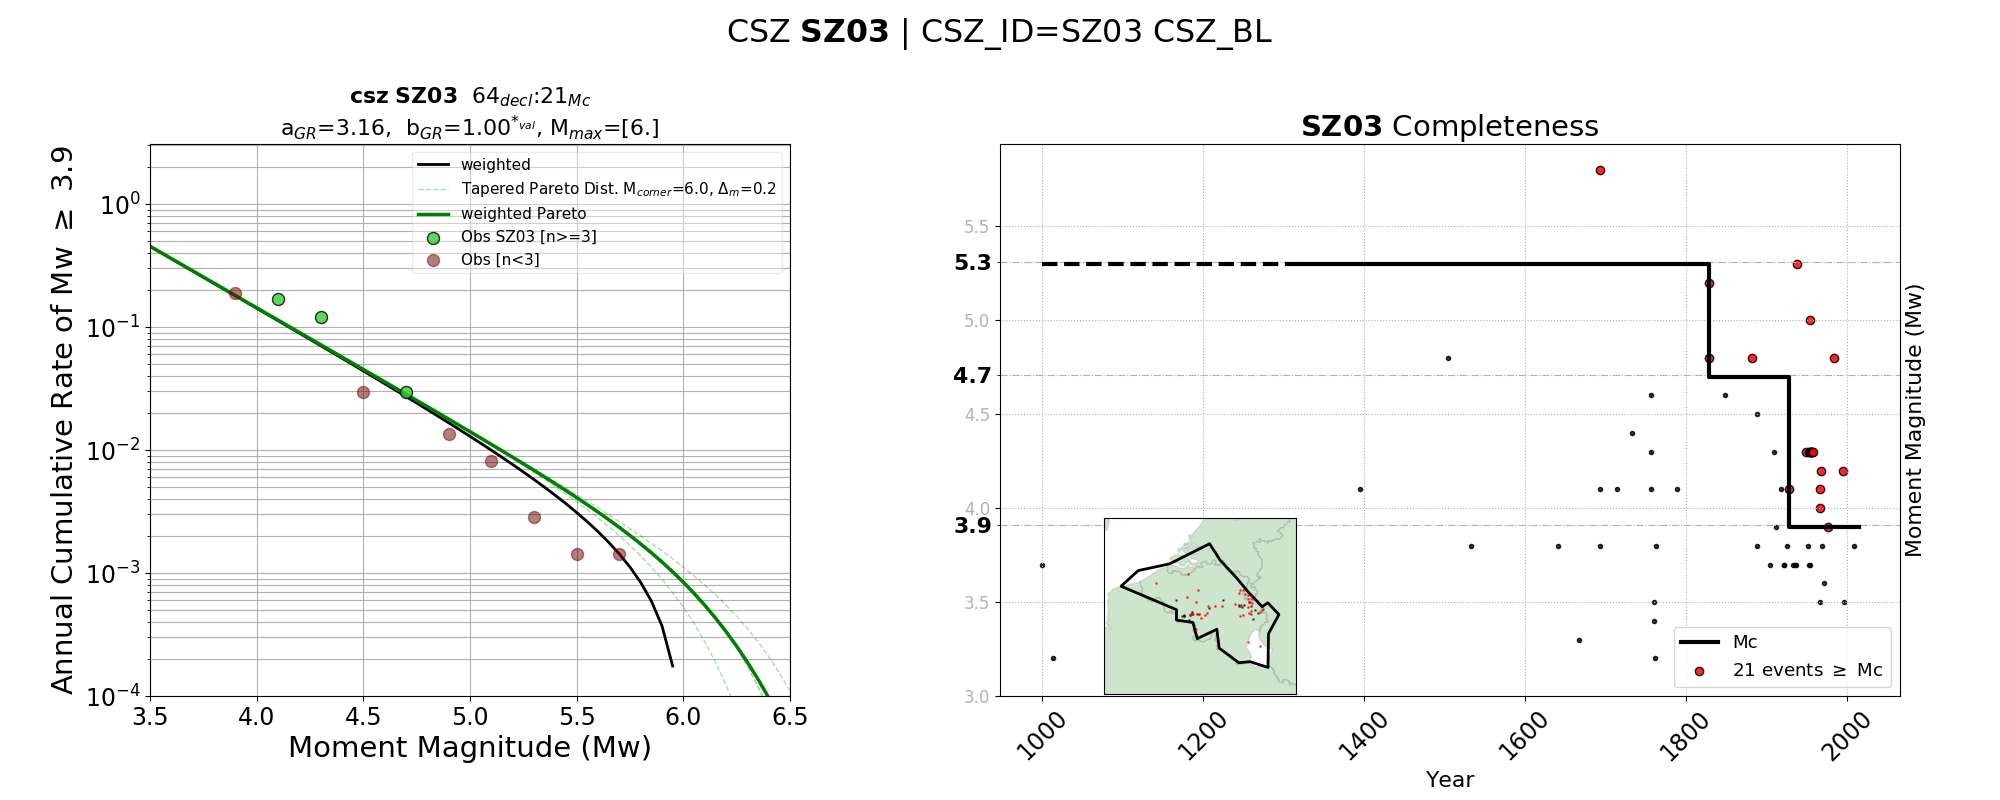 CSZ SZ03 | CSZ_ID=SZ03 CSZ_BL
csz SZ03 64decl:21Mc
aGR=3.16, bGR=1.00*val, Mmax=[6.]
Annual Cumulative Rate of Mw ≥ 3.9
10^0
10^-1
10^-2
10^-3
10^-4
weighted
Tapered Pareto Dist. Mcorner=6.0, Δm=0.2
weighted Pareto
Obs SZ03 [n>=3]
Obs [n<3]
3.5 4.0 4.5 5.0 5.5 6.0 6.5
Moment Magnitude (Mw)
SZ03 Completeness
5.5
5.3
5.0
4.7
4.5
4.0
3.9
3.5
3.0
Moment Magnitude (Mw)
Mc
21 events ≥ Mc
1000 1200 1400 1600 1800 2000
Year